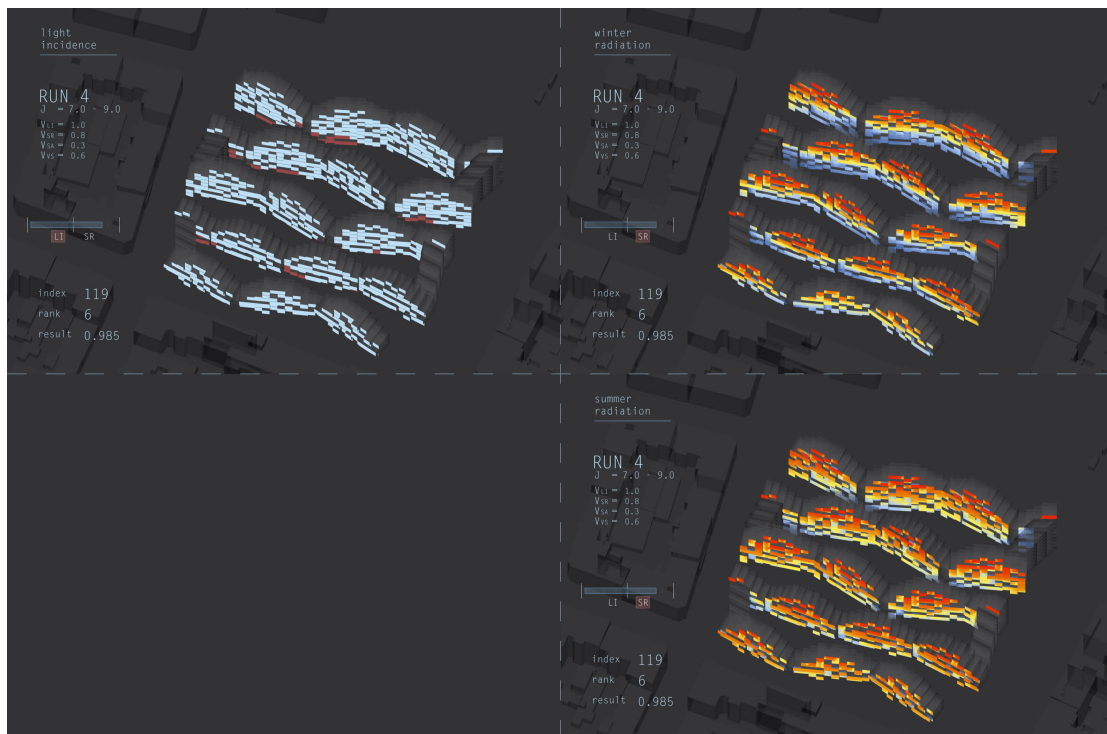 light
incidence
RUN 4
J = 7.0 - 9.0
VLI = 1.0
VSR = 0.8
VSA = 0.3
VVS = 0.6
LI SR
index 119
rank 6
result 0.985
winter
radiation
RUN 4
J = 7.0 - 9.0
VLI = 1.0
VSR = 0.8
VSA = 0.3
VVS = 0.6
LI SR
index 119
rank 6
result 0.985
summer
radiation
RUN 4
J = 7.0 - 9.0
VLI = 1.0
VSR = 0.8
VSA = 0.3
VVS = 0.6
LI SR
index 119
rank 6
result 0.985